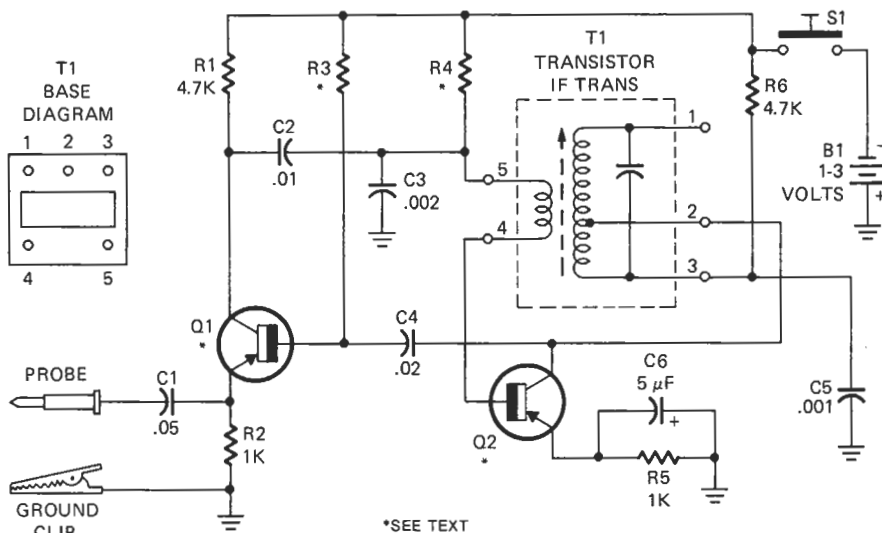 T1
BASE
DIAGRAM
1 2 3
4 5
R1
4.7K
R3
*
R4
*
C2
.01
C3
.002
T1
TRANSISTOR
IF TRANS
5
4
1
2
3
S1
R6
4.7K
B1
1-3
VOLTS
−
+
Q1
*
C4
.02
PROBE
C1
.05
R2
1K
GROUND
CLIP
Q2
*
C6
5 μF
+
R5
1K
C5
.001
*SEE TEXT